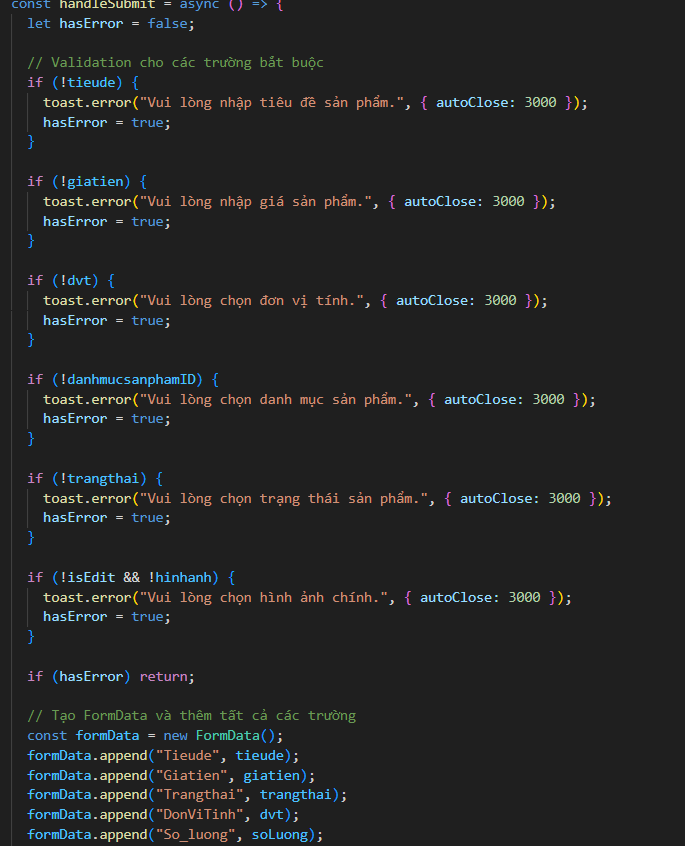 const handleSubmit = async () => {
let hasError = false;
// Validation cho các trường bắt buộc
if (!tieude) {
toast.error("Vui lòng nhập tiêu đề sản phẩm.", { autoClose: 3000 });
hasError = true;
}
if (!giatien) {
toast.error("Vui lòng nhập giá sản phẩm.", { autoClose: 3000 });
hasError = true;
}
if (!dvt) {
toast.error("Vui lòng chọn đơn vị tính.", { autoClose: 3000 });
hasError = true;
}
if (!danhmucsanphamID) {
toast.error("Vui lòng chọn danh mục sản phẩm.", { autoClose: 3000 });
hasError = true;
}
if (!trangthai) {
toast.error("Vui lòng chọn trạng thái sản phẩm.", { autoClose: 3000 });
hasError = true;
}
if (!isEdit && !hinhanh) {
toast.error("Vui lòng chọn hình ảnh chính.", { autoClose: 3000 });
hasError = true;
}
if (hasError) return;
// Tạo FormData và thêm tất cả các trường
const formData = new FormData();
formData.append("Tieude", tieude);
formData.append("Giatien", giatien);
formData.append("Trangthai", trangthai);
formData.append("DonViTinh", dvt);
formData.append("So_luong", soLuong);